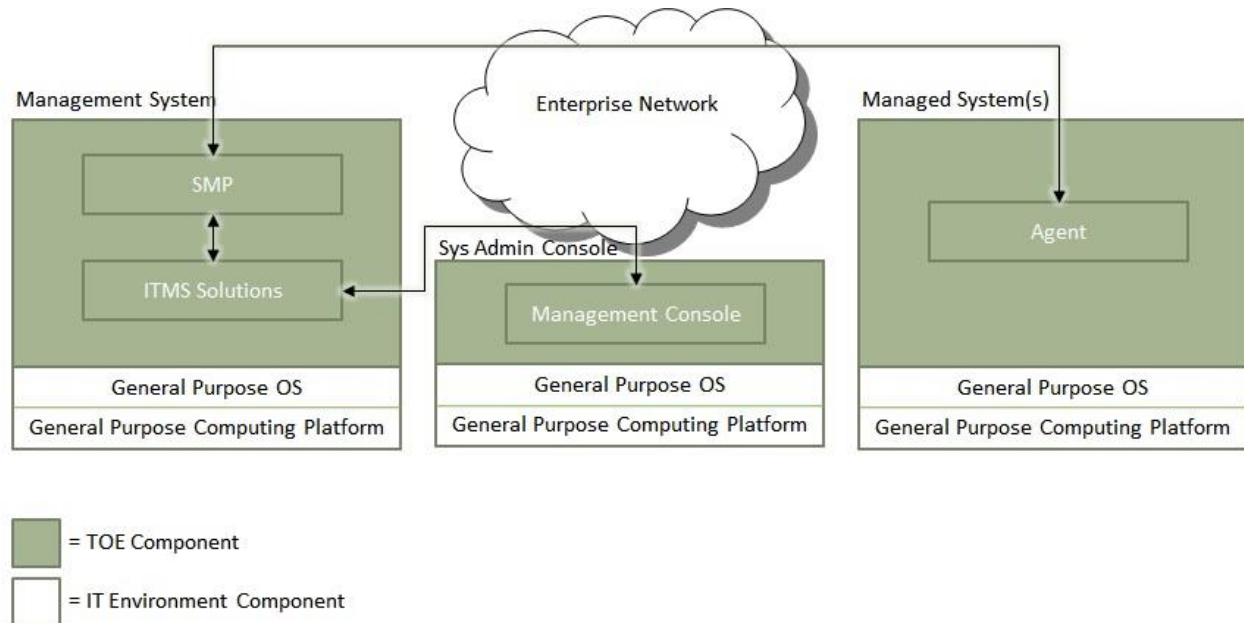 Enterprise Network
Management System
Managed System(s)
SMP
Agent
Sys Admin Console
ITMS Solutions
Management Console
General Purpose OS
General Purpose Computing Platform
General Purpose OS
General Purpose Computing Platform
General Purpose OS
General Purpose Computing Platform
= TOE Component
= IT Environment Component